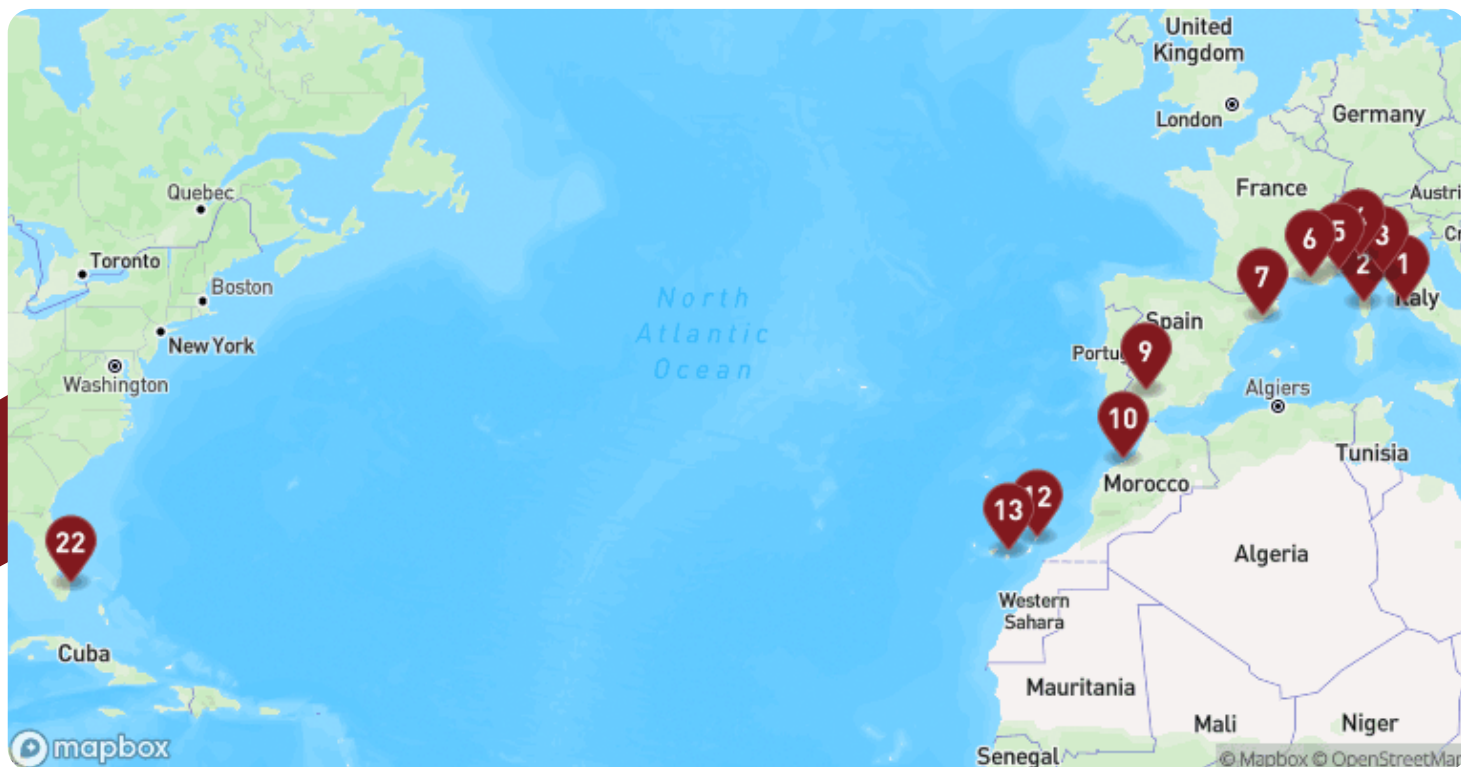 United
Kingdom
London
Germany
Quebec
France
Austri
Toronto
Boston
New York
Washington
North
Atlantic
Ocean
6
5
3
2
1
7
Italy
Spain
Portug
9
Algiers
10
Tunisia
Morocco
13
12
22
Algeria
Western
Sahara
Cuba
Mauritania
Mali
Niger
Senegal
mapbox
© Mapbox © OpenStreetMap